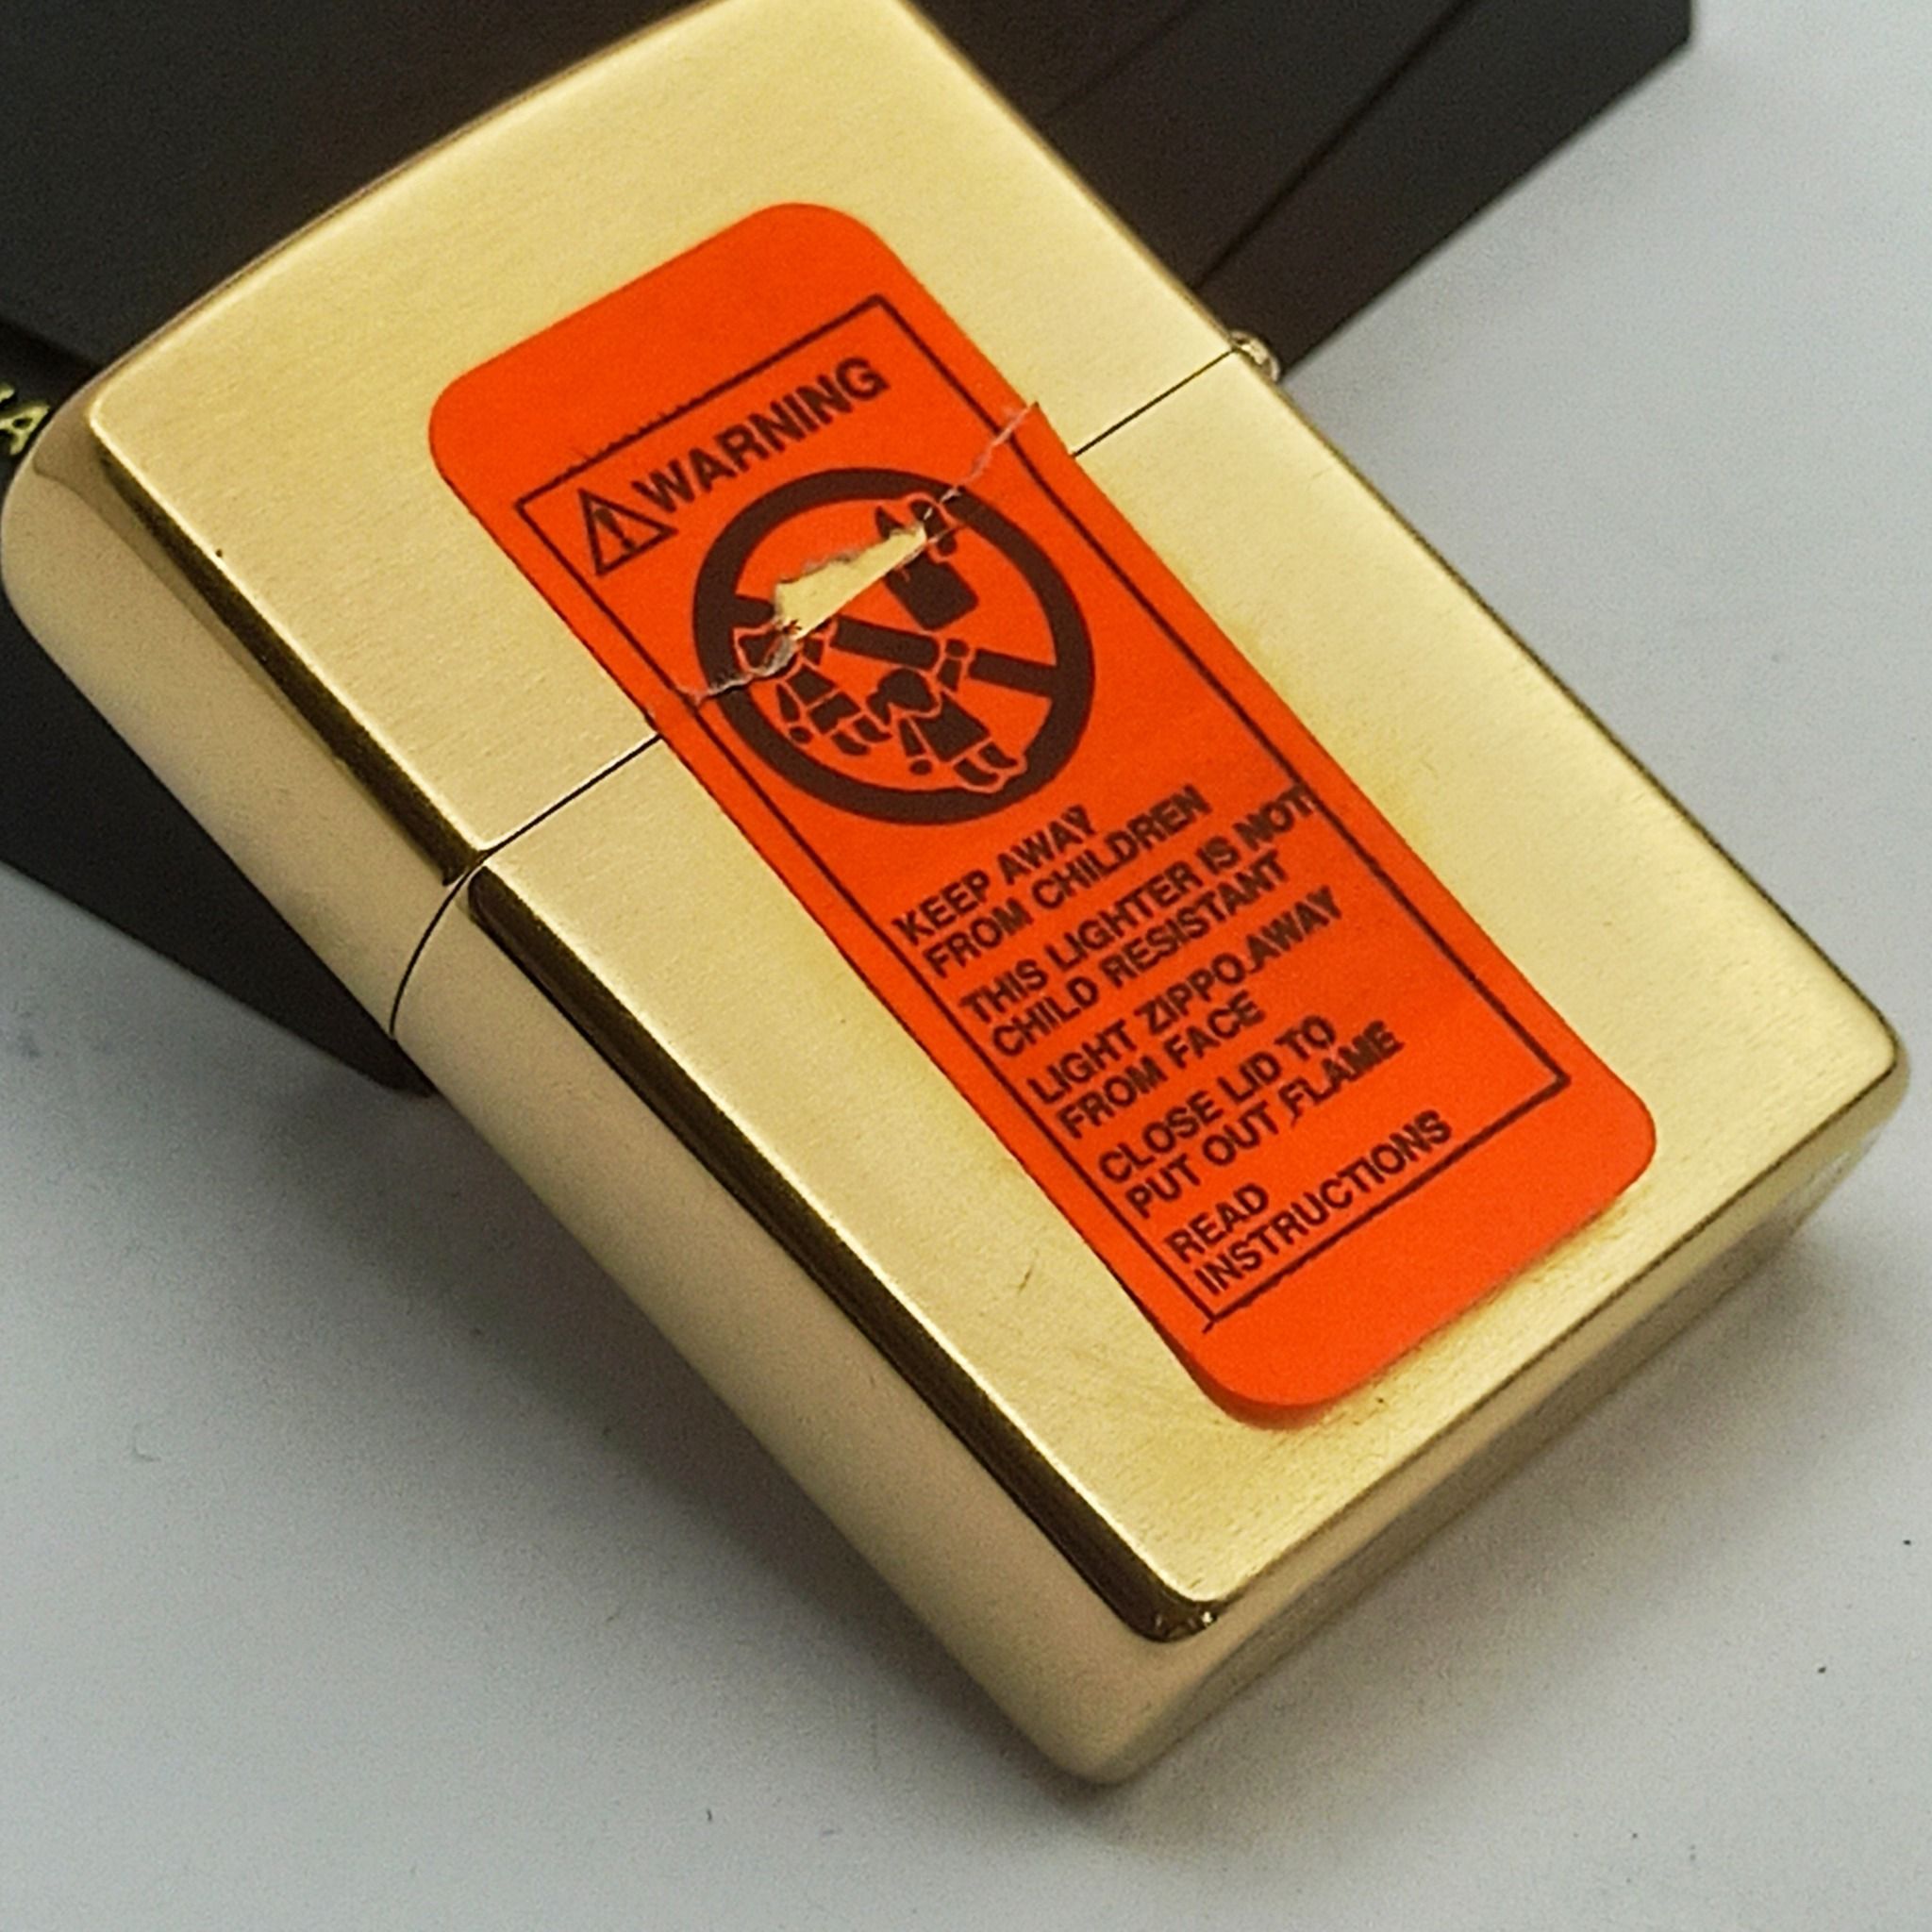 WARNING
KEEP AWAY
FROM CHILDREN
THIS LIGHTER IS NOT
CHILD RESISTANT
LIGHT ZIPPO AWAY
FROM FACE
CLOSE LID TO
PUT OUT FLAME
READ
INSTRUCTIONS